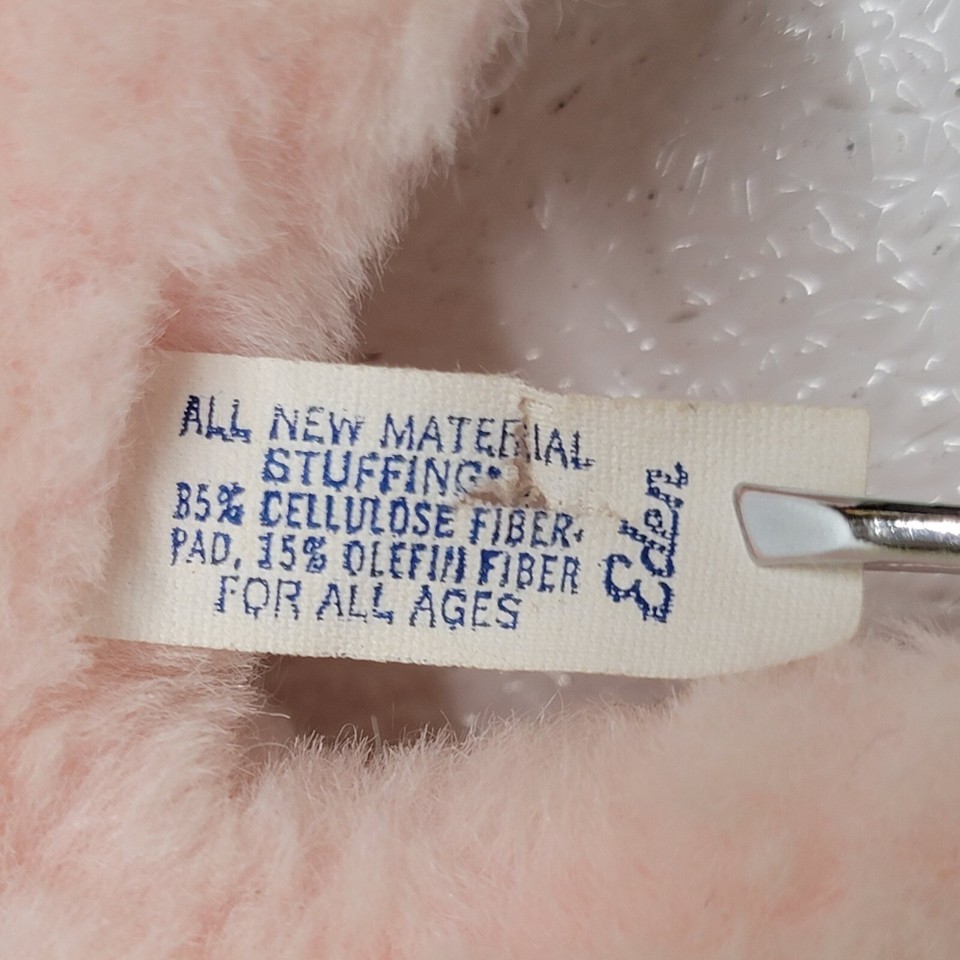 ALL NEW MATERIAL
STUFFING:
85% CELLULOSE FIBER
PAD, 15% OLEFIN FIBER
FOR ALL AGES
Eden